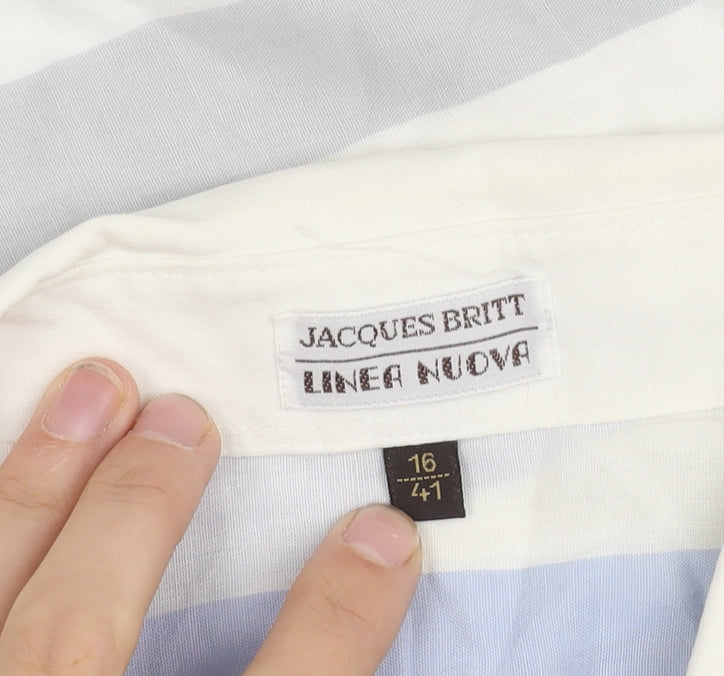 JACQUES BRITT
LINEA NUOVA
16
41